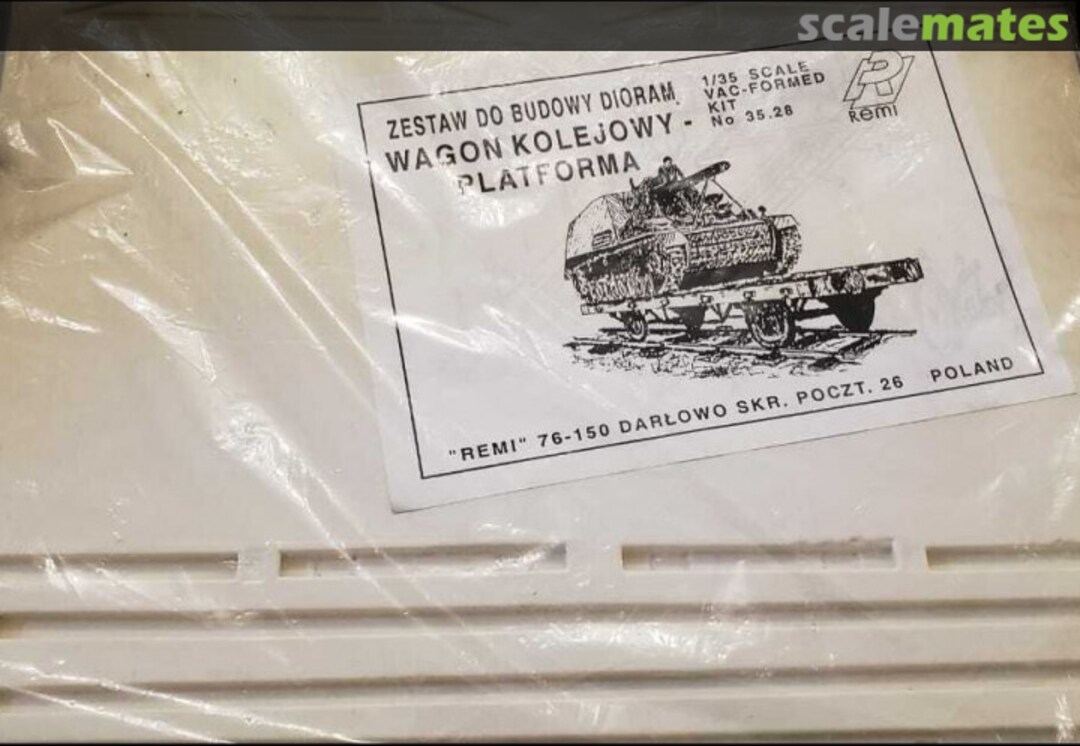 scalemates
ZESTAW DO BUDOWY DIORAM.
WAGON KOLEJOWY -
PLATFORMA
1/35 SCALE
VAC-FORMED
KIT
No 35.28
Remi
"REMI" 76-150 DARŁOWO SKR. POCZT. 26 POLAND